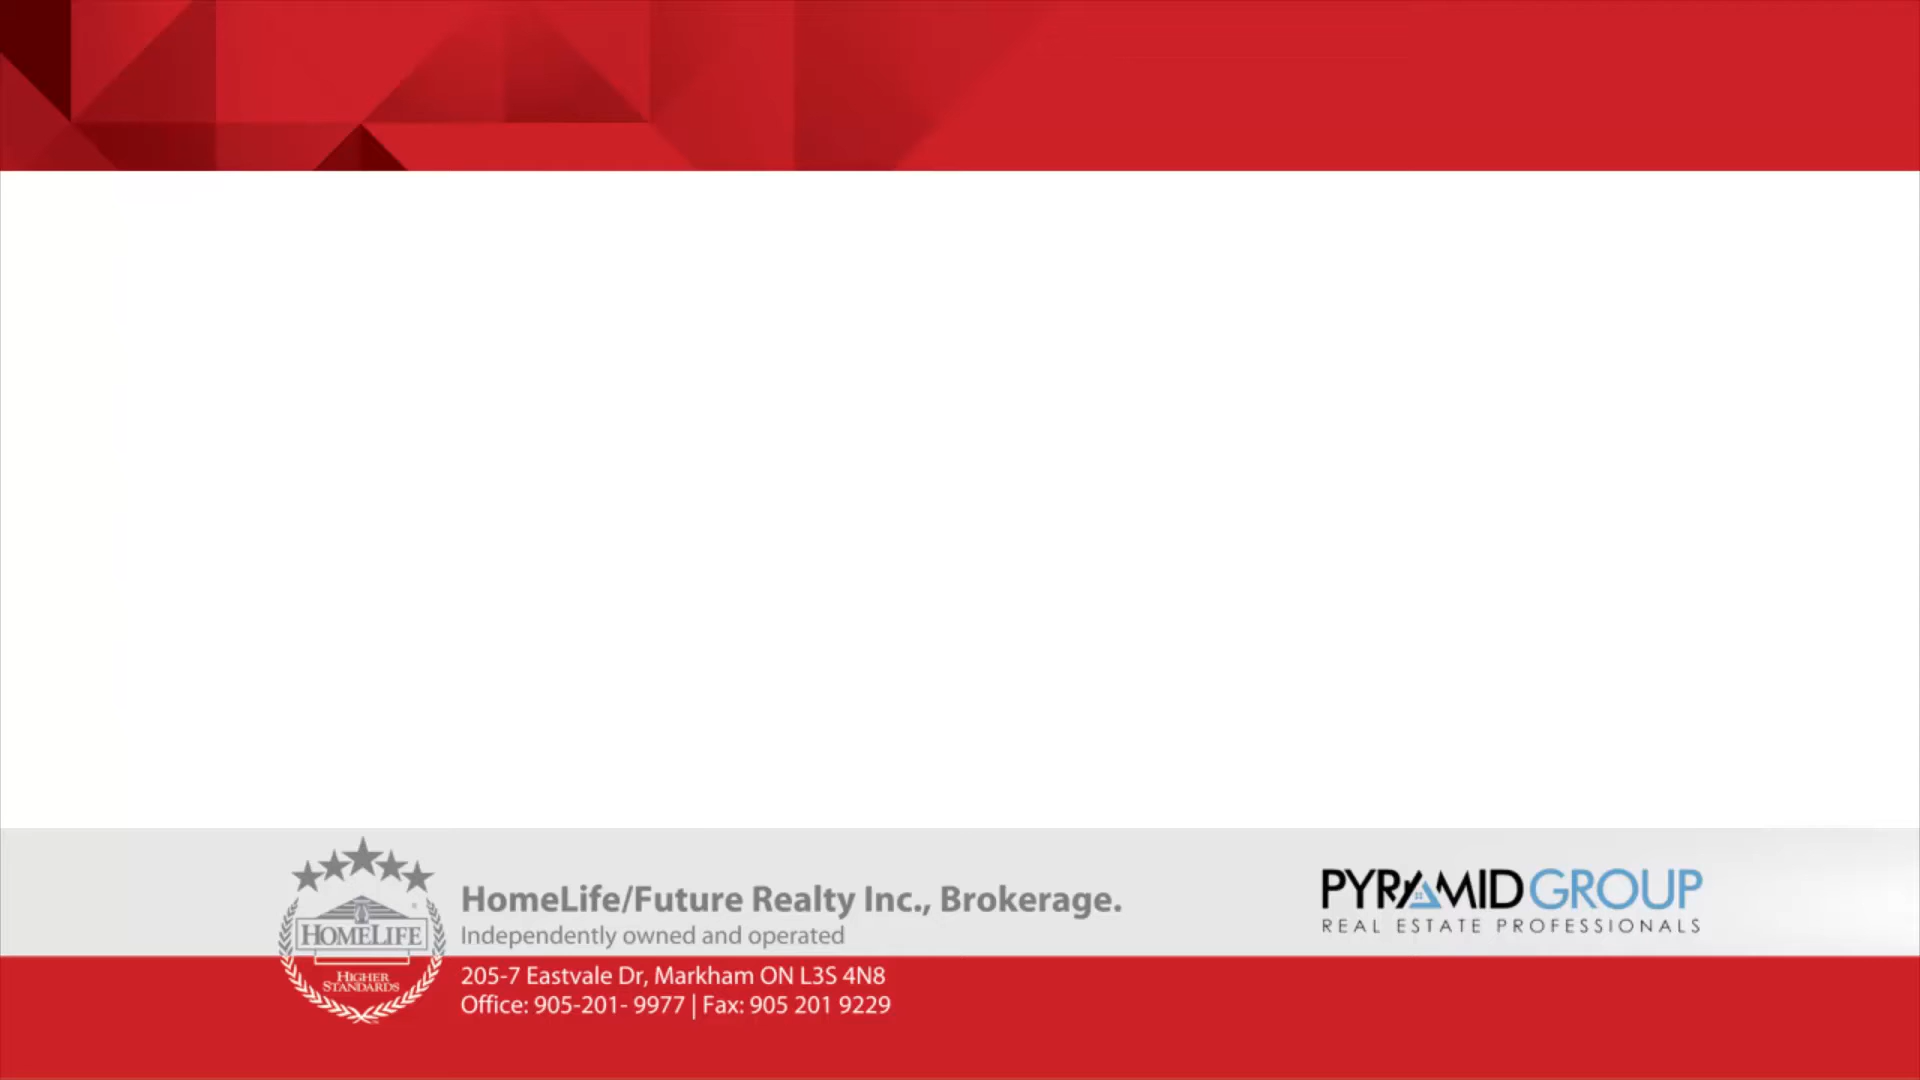 HomeLife/Future Realty Inc., Brokerage.
Independently owned and operated
HOMELIFE
HIGHER
STANDARDS
205-7 Eastvale Dr, Markham ON L3S 4N8
Office: 905-201- 9977 | Fax: 905 201 9229
PYRAMIDGROUP
REAL ESTATE PROFESSIONALS